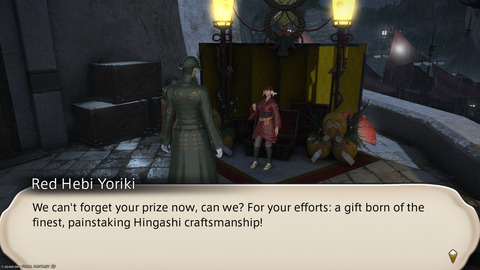 Red Hebi Yoriki
We can't forget your prize now, can we? For your efforts: a gift born of the
finest, painstaking Hingashi craftsmanship!